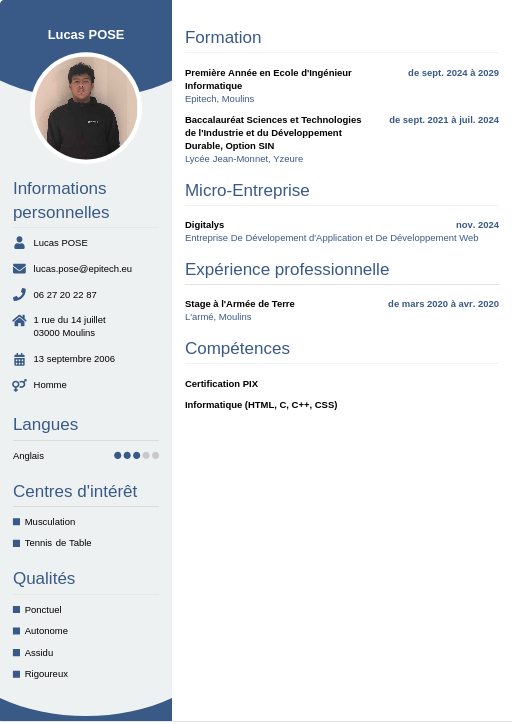 Lucas POSE
Informations
personnelles
Lucas POSE
lucas.pose@epitech.eu
06 27 20 22 87
1 rue du 14 juillet
03000 Moulins
13 septembre 2006
Homme
Langues
Anglais
Centres d'intérêt
Musculation
Tennis de Table
Qualités
Ponctuel
Autonome
Assidu
Rigoureux
Formation
Première Année en Ecole d'Ingénieur de sept. 2024 à 2029
Informatique
Epitech, Moulins
Baccalauréat Sciences et Technologies de sept. 2021 à juil. 2024
de l'Industrie et du Développement
Durable, Option SIN
Lycée Jean-Monnet, Yzeure
Micro-Entreprise
Digitalys nov. 2024
Entreprise De Dévelopement d'Application et De Développement Web
Expérience professionnelle
Stage à l'Armée de Terre de mars 2020 à avr. 2020
L'armé, Moulins
Compétences
Certification PIX
Informatique (HTML, C, C++, CSS)